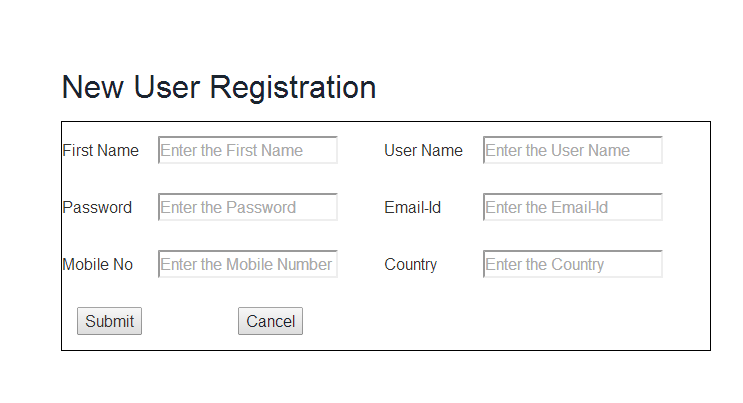 New User Registration
First Name Enter the First Name User Name Enter the User Name
Password Enter the Password Email-Id Enter the Email-Id
Mobile No Enter the Mobile Number Country Enter the Country
Submit Cancel